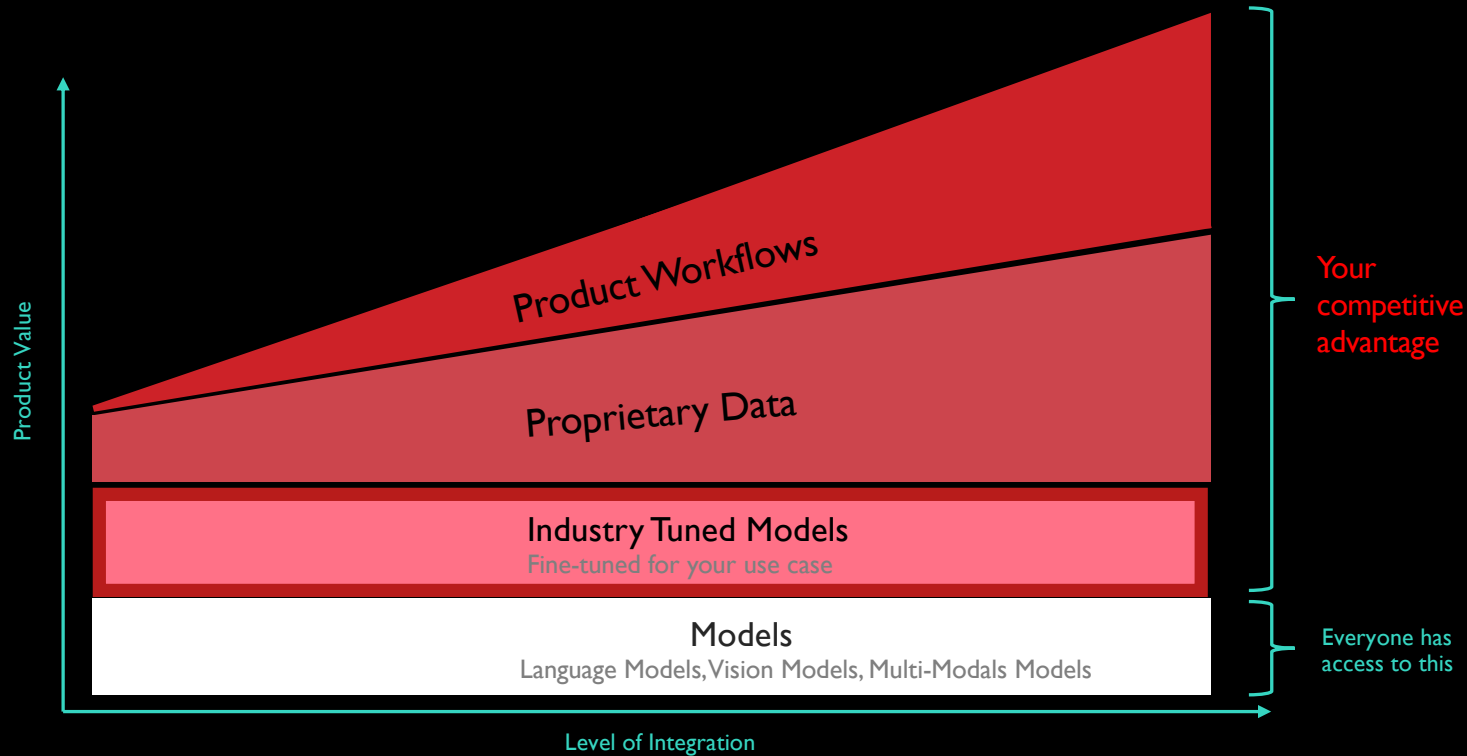 Product Value
Product Workflows
Proprietary Data
Industry Tuned Models
Fine-tuned for your use case
Models
Language Models, Vision Models, Multi-Modals Models
Level of Integration
Your
competitive
advantage
Everyone has
access to this